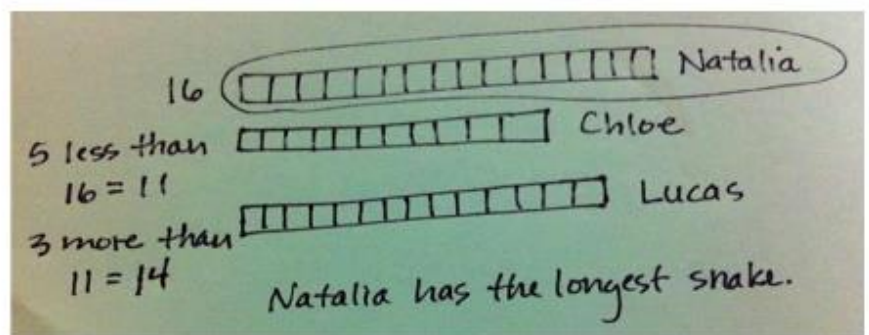 16 Natalia
5 less than Chloe
16 = 11
3 more than Lucas
11 = 14
Natalia has the longest snake.